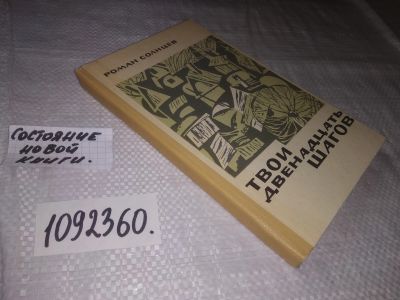 РОМАН СОЛНЦЕВ
ТВОИ
ДВЕНАДЦАТЬ
ШАГОВ
СОСТОЯНИЕ
НОВОЙ
КНИГИ.
1092360.